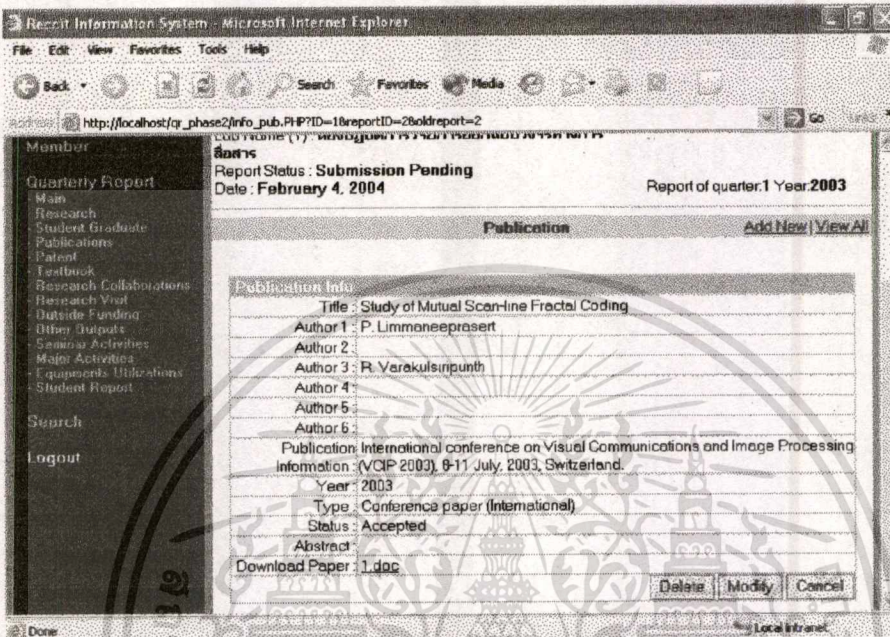 Reccit Information System - Microsoft Internet Explorer
File Edit View Favorites Tools Help
Back Search Favorites Media
http://localhost/qr_phase2/info_pub.PHP?ID=1&reportID=2&oldreport=2 Go
สื่อสาร
Report Status : Submission Pending
Date : February 4, 2004 Report of quarter:1 Year:2003
Member
Quarterly Report
- Main
- Research
- Student Graduate
- Publications
- Patent
- Textbook
- Research Collaborations
- Research Visit
- Outside Funding
- Other Outputs
- Seminar Activities
- Major Activities
- Equipments Utilizations
- Student Report
Search
Logout
Publication Add New | View All
Publication Info
Title : Study of Mutual Scan-line Fractal Coding
Author 1 : P. Limmaneeprasert
Author 2 :
Author 3 : R. Varakulsiripunth
Author 4 :
Author 5 :
Author 6 :
Publication Information : International conference on Visual Communications and Image Processing
(VCIP 2003), 8-11 July, 2003, Switzerland.
Year : 2003
Type : Conference paper (International)
Status : Accepted
Abstract :
Download Paper : 1.doc
Delete Modify Cancel
Done Local intranet